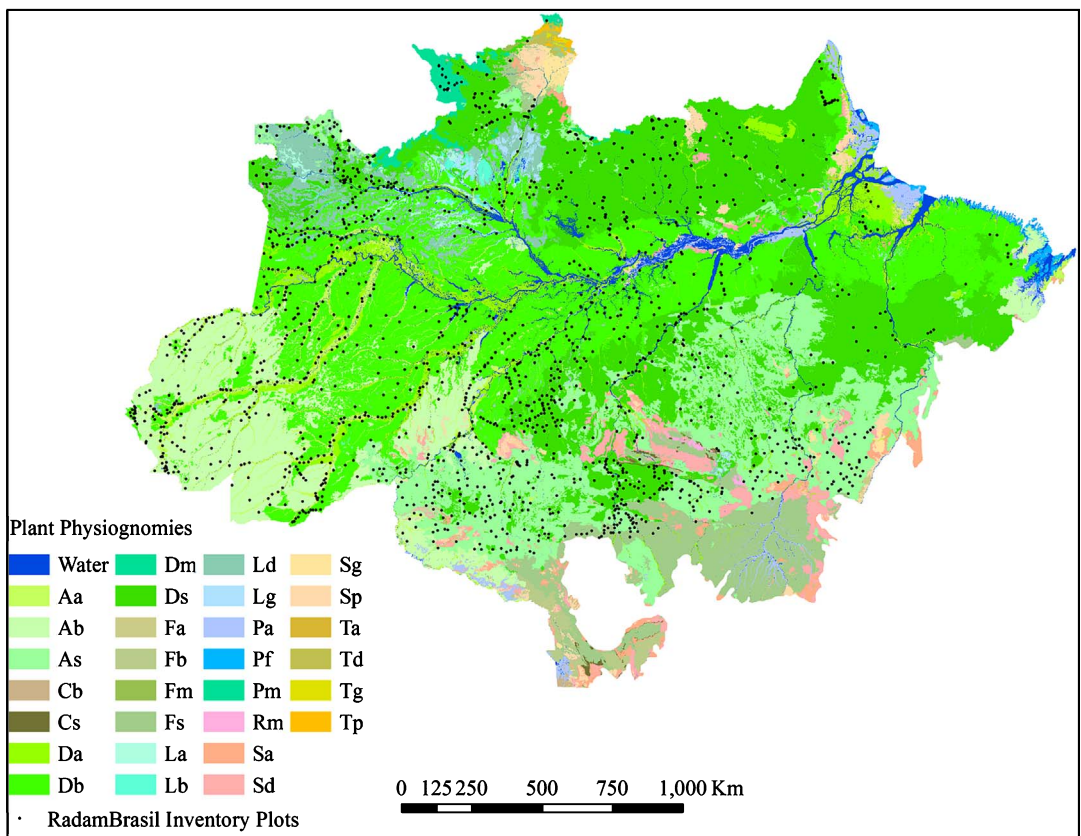 Plant Physiognomies
Water Dm Ld Sg
Aa Ds Lg Sp
Ab Fa Pa Ta
As Fb Pf Td
Cb Fm Pm Tg
Cs Fs Rm Tp
Da La Sa
Db Lb Sd
RadamBrasil Inventory Plots
0 125 250 500 750 1,000 Km